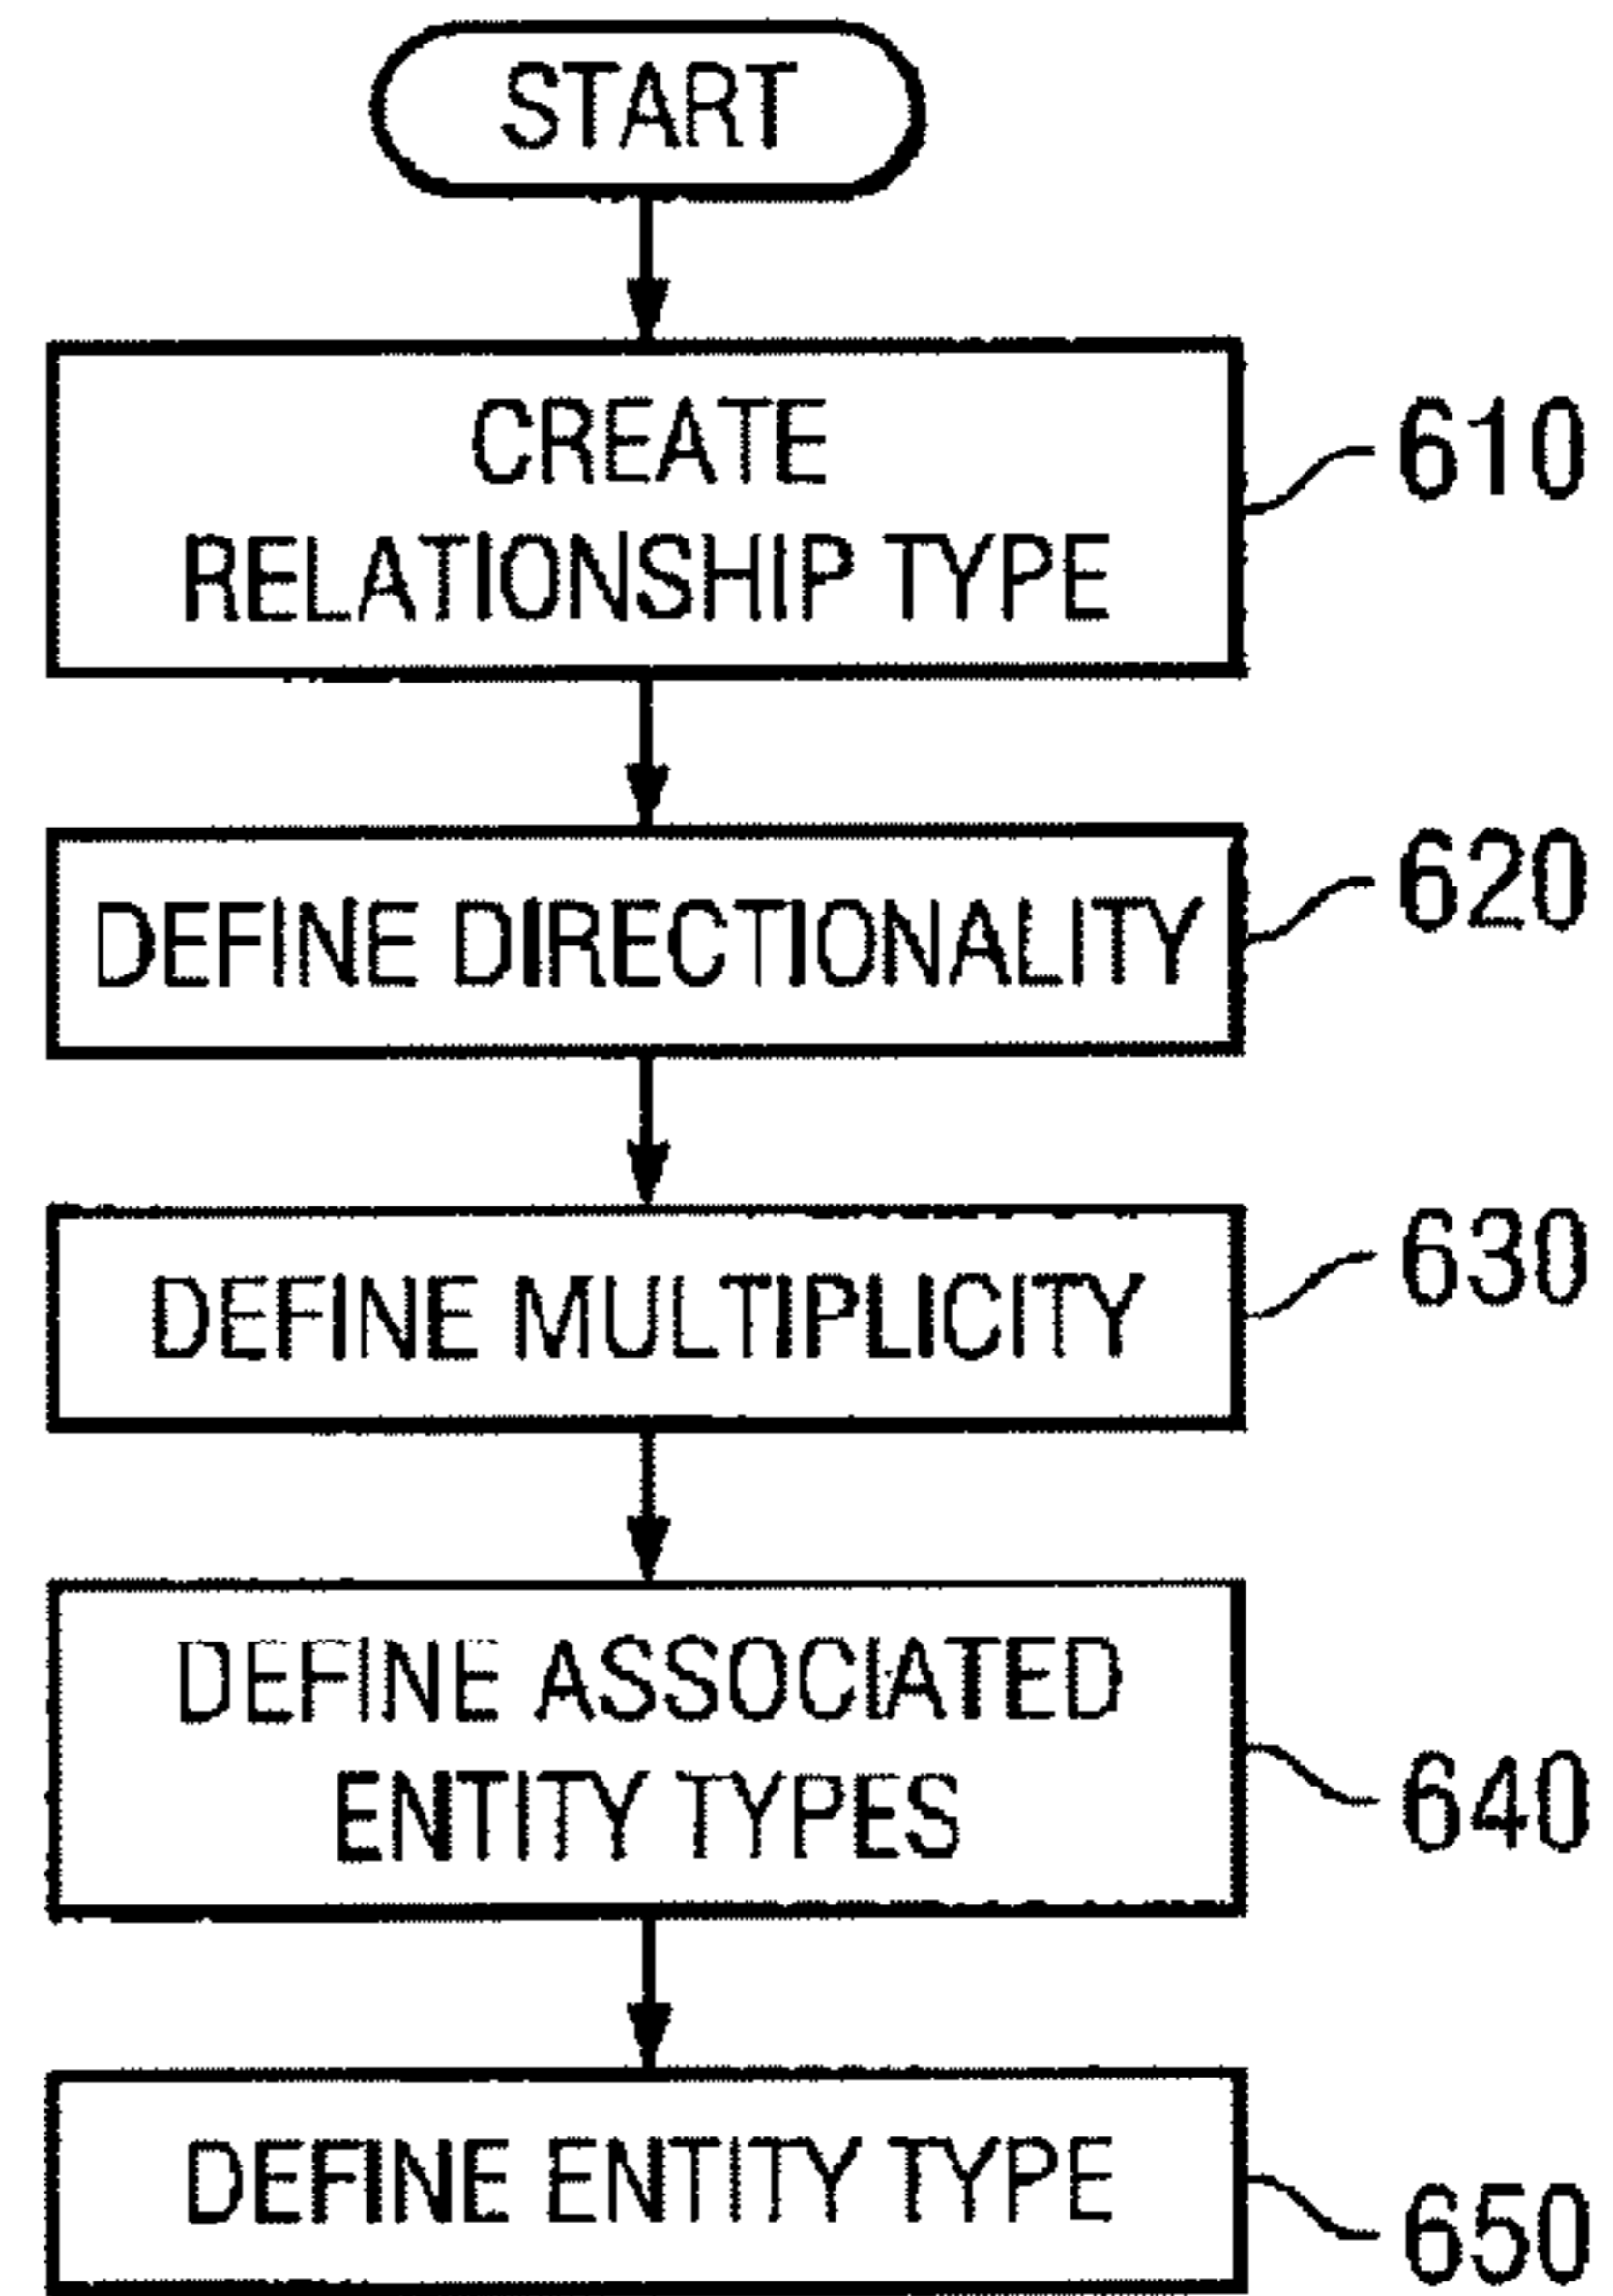 START
CREATE
RELATIONSHIP TYPE
610
DEFINE DIRECTIONALITY
620
DEFINE MULTIPLICITY
630
DEFINE ASSOCIATED
ENTITY TYPES
640
DEFINE ENTITY TYPE
650